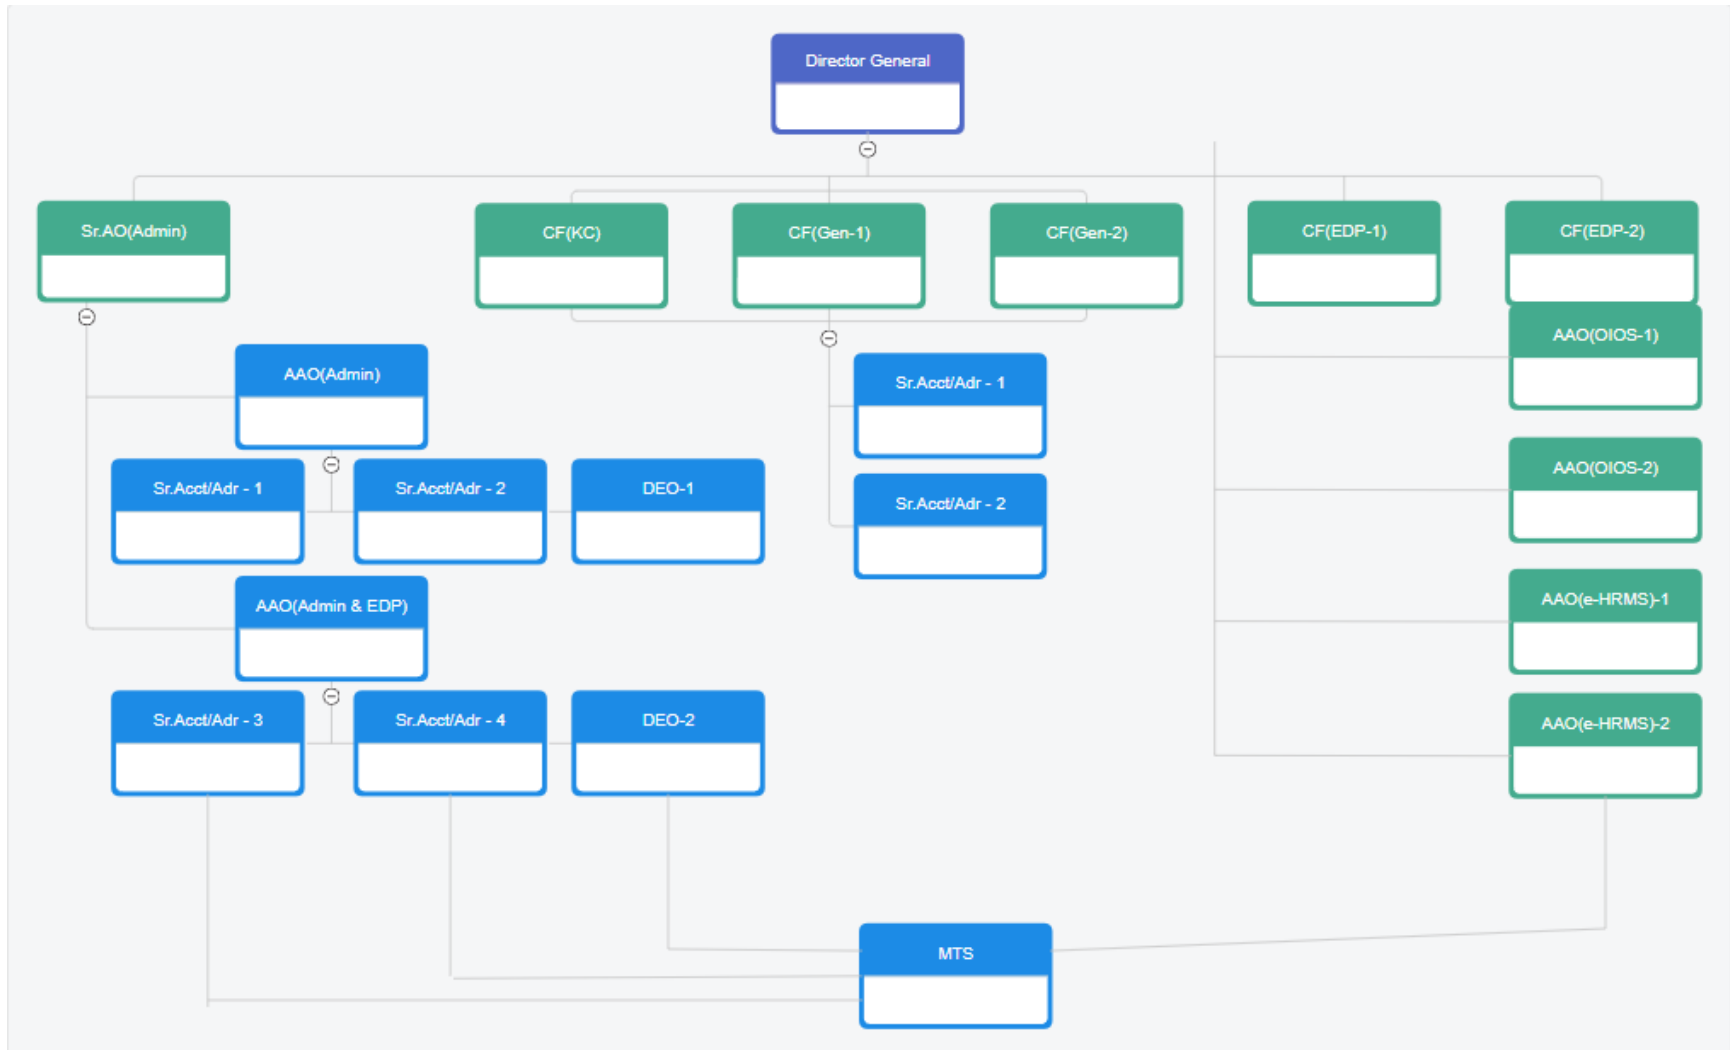 Director General
Sr.AO(Admin)
CF(KC)
CF(Gen-1)
CF(Gen-2)
CF(EDP-1)
CF(EDP-2)
AAO(OIOS-1)
AAO(Admin)
Sr.Acct/Adr - 1
AAO(OIOS-2)
Sr.Acct/Adr - 1
Sr.Acct/Adr - 2
DEO-1
Sr.Acct/Adr - 2
AAO(e-HRMS)-1
AAO(Admin & EDP)
Sr.Acct/Adr - 3
Sr.Acct/Adr - 4
DEO-2
AAO(e-HRMS)-2
MTS